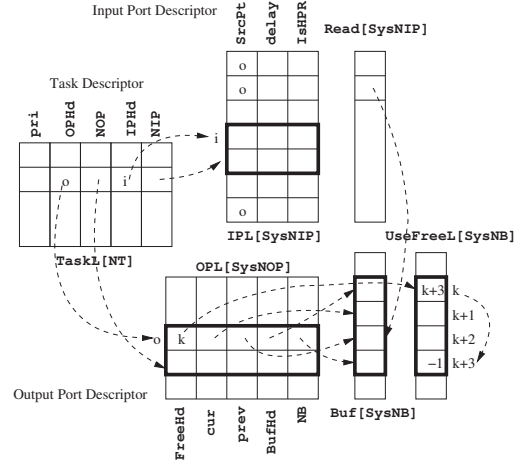 Input Port Descriptor
SrcPt
delay
IsHPR
Read[SysNIP]
Task Descriptor
pri
OPHd
NOP
IPHd
NIP
o
o
i
o
i
o
TaskL[NT]
IPL[SysNIP]
UseFreeL[SysNB]
OPL[SysNOP]
k+3
k
k+1
o
k
k+2
−1
k+3
Output Port Descriptor
Buf[SysNB]
FreeHd
cur
prev
BufHd
NB